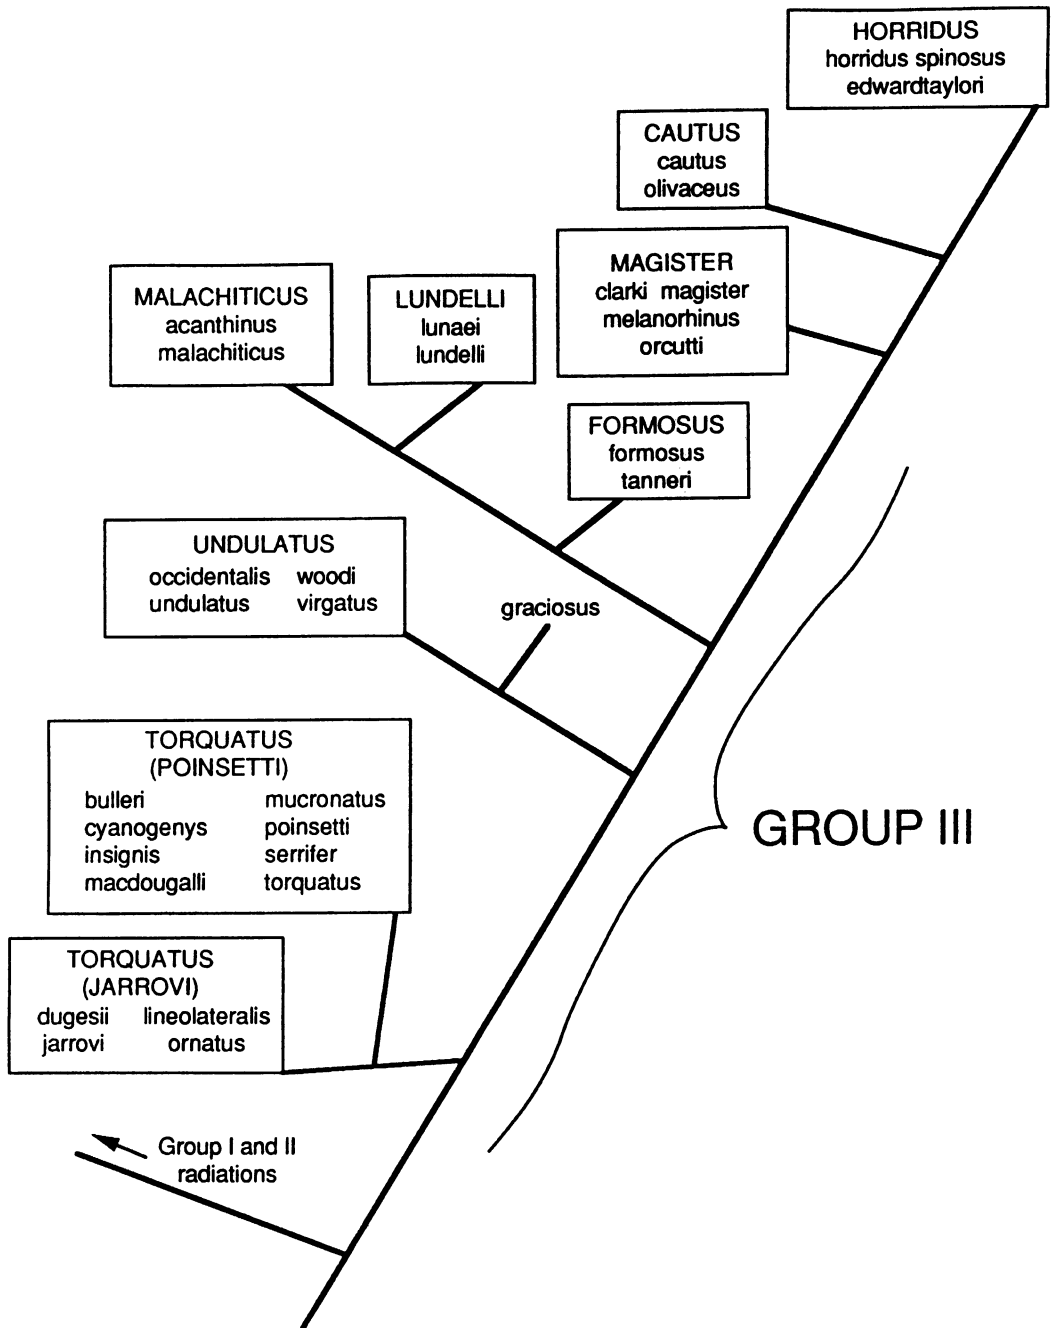 HORRIDUS
horridus spinosus
edwardtaylori
CAUTUS
cautus
olivaceus
MAGISTER
clarki magister
melanorhinus
orcutti
MALACHITICUS
acanthinus
malachiticus
LUNDELLI
lunaei
lundelli
FORMOSUS
formosus
tanneri
UNDULATUS
occidentalis woodi
undulatus virgatus
graciosus
TORQUATUS
(POINSETTI)
bulleri mucronatus
cyanogenys poinsetti
insignis serrifer
macdougalli torquatus
GROUP III
TORQUATUS
(JARROVI)
dugesii lineolateralis
jarrovi ornatus
Group I and II
radiations